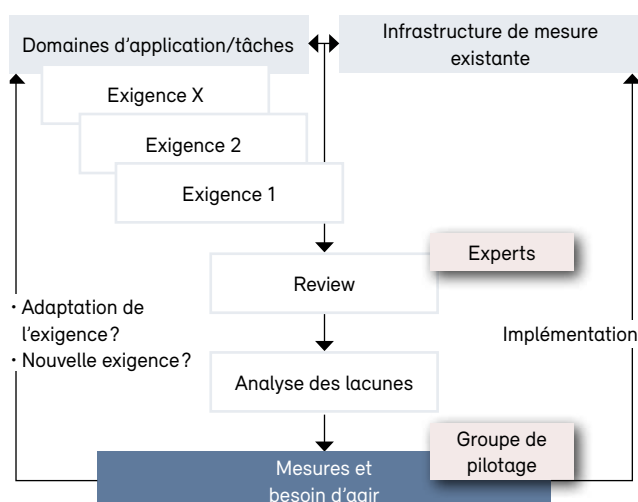 Domaines d'application/tâches
Infrastructure de mesure
existante
Exigence X
Exigence 2
Exigence 1
Experts
Review
· Adaptation de
l'exigence?
· Nouvelle exigence?
Implémentation
Analyse des lacunes
Groupe de
pilotage
Mesures et
besoin d'agir